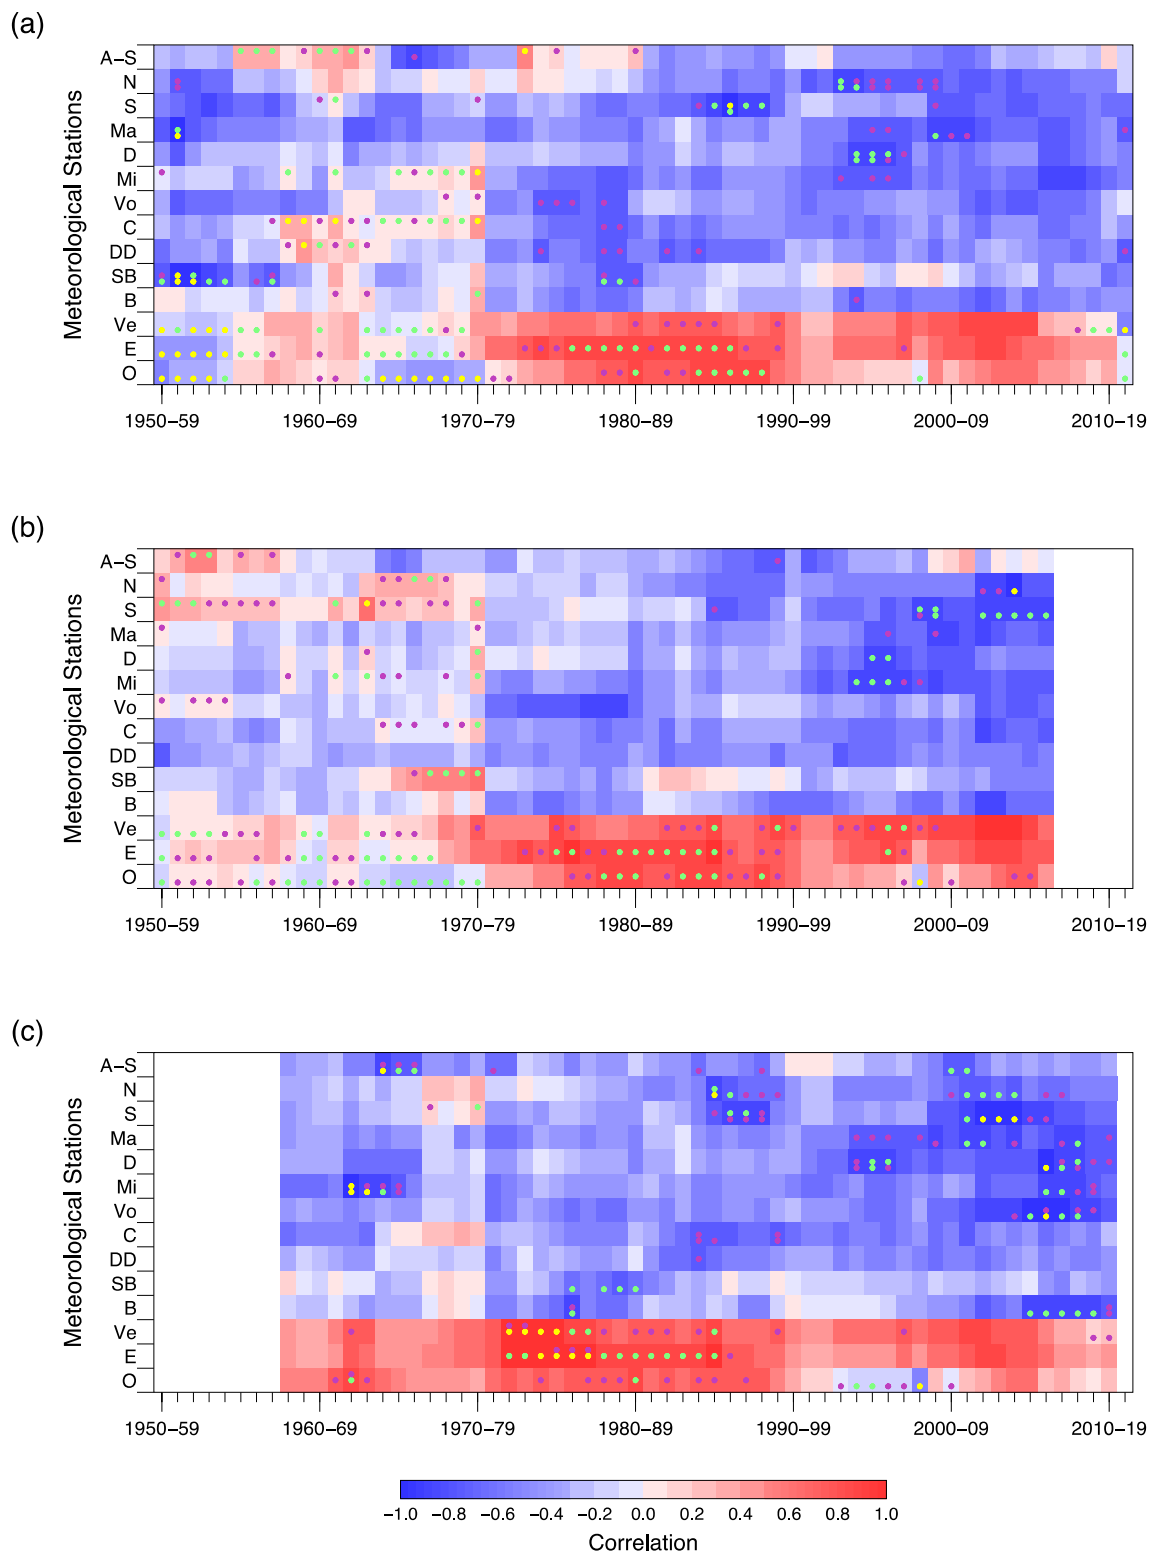 (a)
Meteorological Stations
A−S
N
S
Ma
D
Mi
Vo
C
DD
SB
B
Ve
E
O
1950−59 1960−69 1970−79 1980−89 1990−99 2000−09 2010−19
(b)
Meteorological Stations
A−S
N
S
Ma
D
Mi
Vo
C
DD
SB
B
Ve
E
O
1950−59 1960−69 1970−79 1980−89 1990−99 2000−09 2010−19
(c)
Meteorological Stations
A−S
N
S
Ma
D
Mi
Vo
C
DD
SB
B
Ve
E
O
1950−59 1960−69 1970−79 1980−89 1990−99 2000−09 2010−19
−1.0 −0.8 −0.6 −0.4 −0.2 0.0 0.2 0.4 0.6 0.8 1.0
Correlation